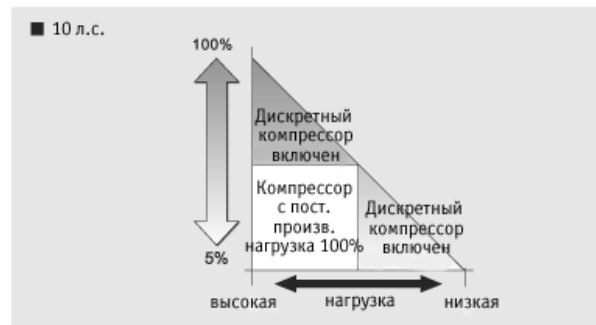 ■ 10 л.с.
100%
Дискретный
компрессор
включен
Компрессор
с пост.
произв.
нагрузка 100%
Дискретный
компрессор
включен
5%
высокая нагрузка низкая